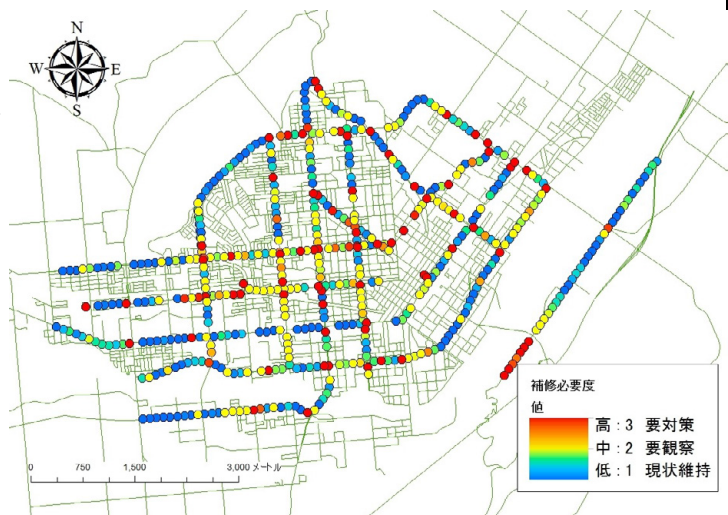 N
W E
S
補修必要度
値
高 : 3 要対策
中 : 2 要観察
低 : 1 現状維持
0 750 1,500 3,000 メートル